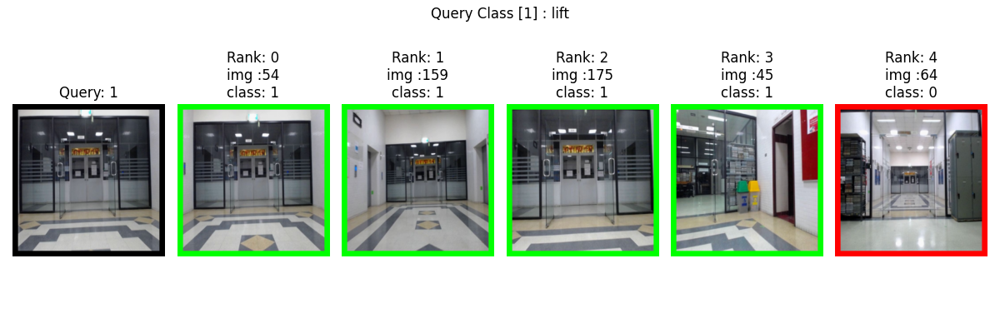 Query Class [1] : lift
Query: 1
Rank: 0
img :54
class: 1
Rank: 1
img :159
class: 1
Rank: 2
img :175
class: 1
Rank: 3
img :45
class: 1
Rank: 4
img :64
class: 0